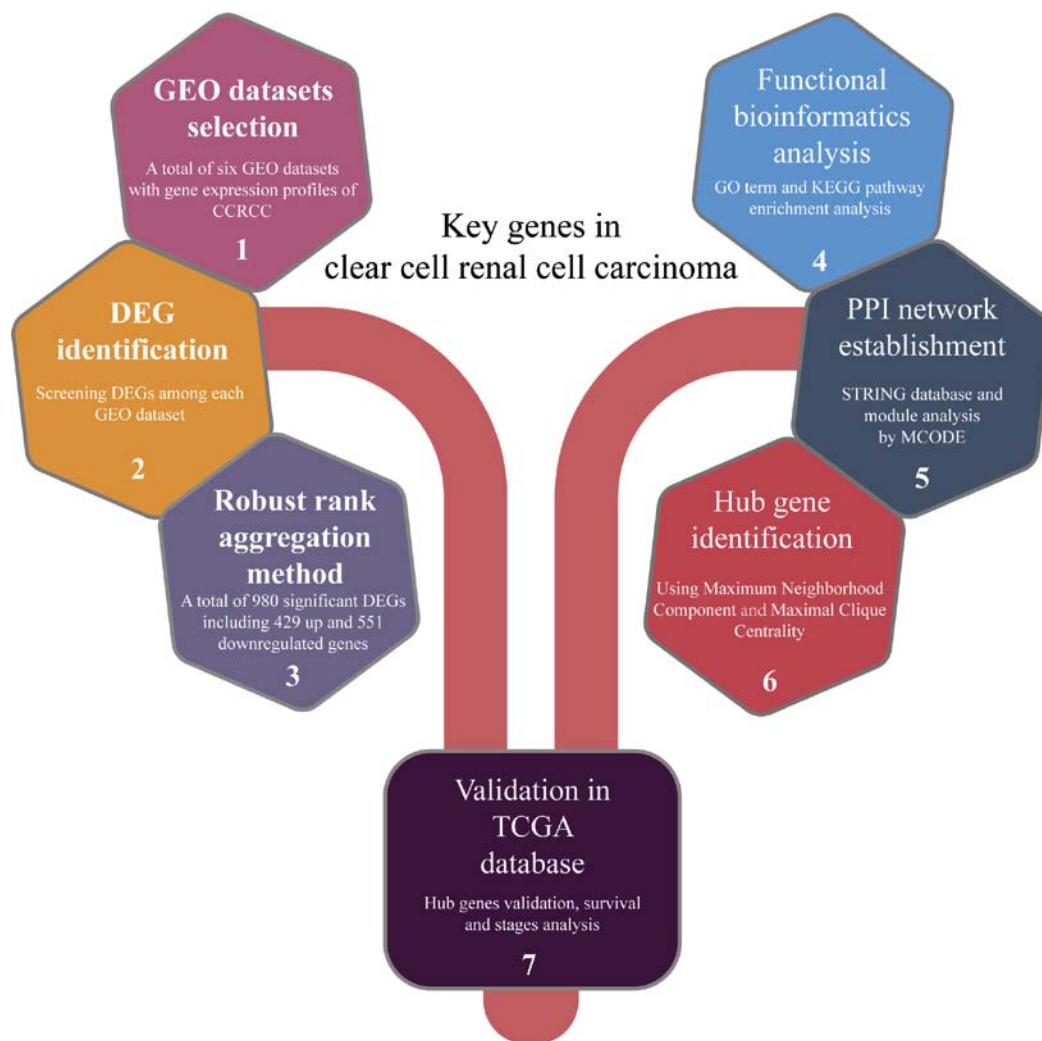 Key genes in
clear cell renal cell carcinoma
GEO datasets
selection
A total of six GEO datasets
with gene expression profiles of
CCRCC
1
DEG
identification
Screening DEGs among each
GEO dataset
2
Robust rank
aggregation
method
A total of 980 significant DEGs
including 429 up and 551
downregulated genes
3
Functional
bioinformatics
analysis
GO term and KEGG pathway
enrichment analysis
4
PPI network
establishment
STRING database and
module analysis
by MCODE
5
Hub gene
identification
Using Maximum Neighborhood
Component and Maximal Clique
Centrality
6
Validation in
TCGA
database
Hub genes validation, survival
and stages analysis
7